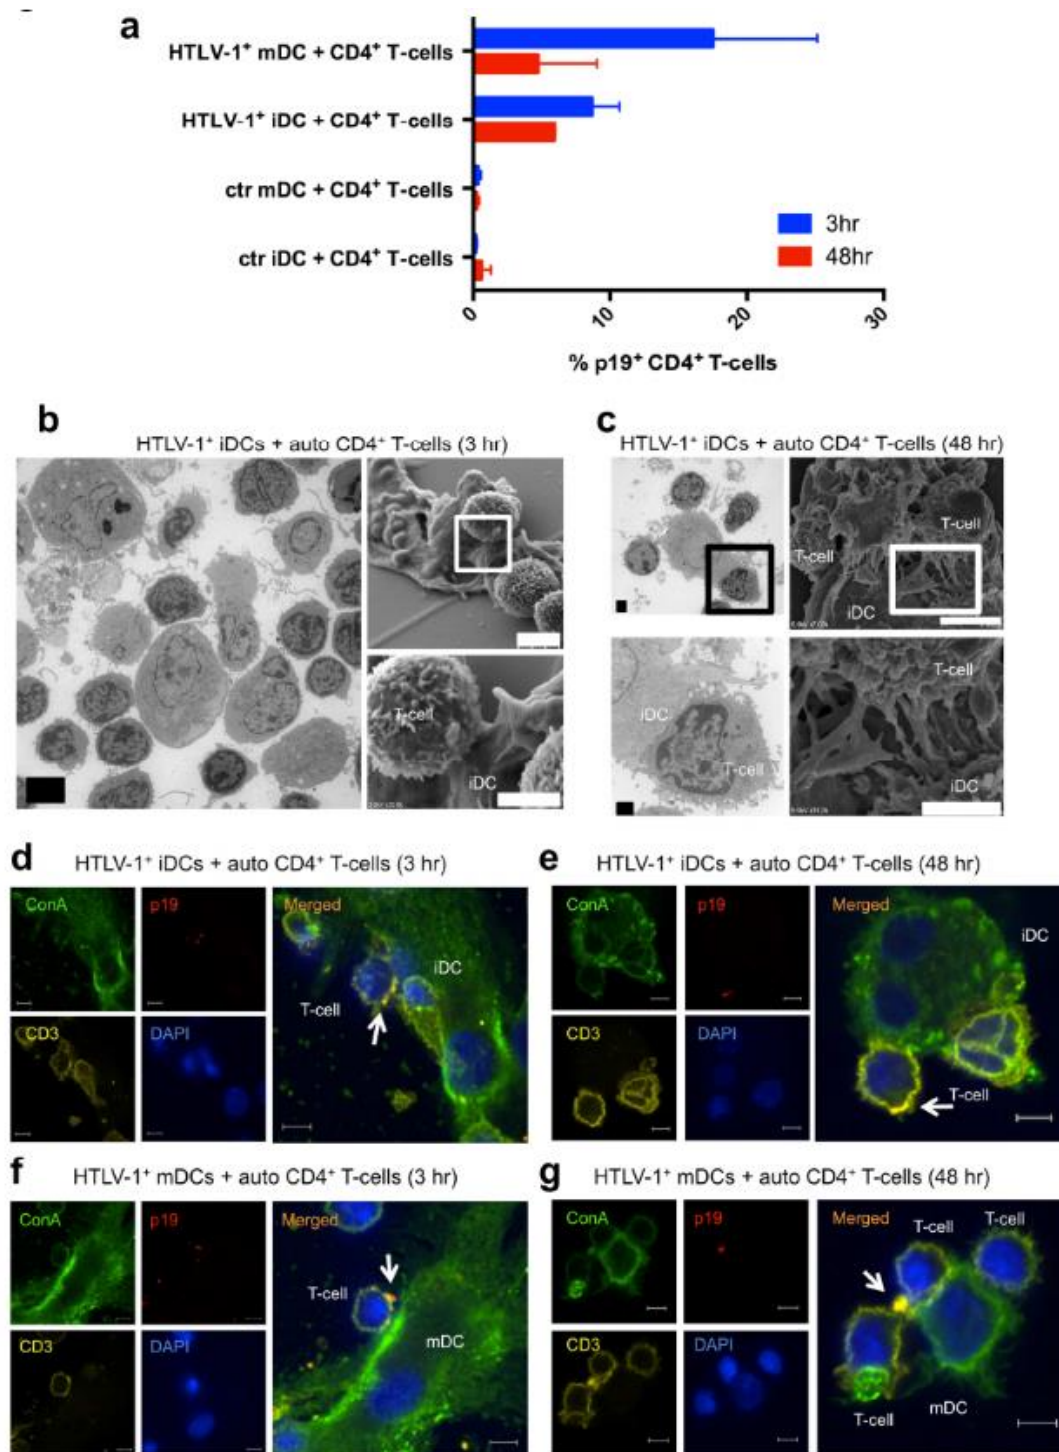 a
HTLV-1⁺ mDC + CD4⁺ T-cells
HTLV-1⁺ iDC + CD4⁺ T-cells
ctr mDC + CD4⁺ T-cells
ctr iDC + CD4⁺ T-cells
3hr
48hr
0 10 20 30
% p19⁺ CD4⁺ T-cells
b
HTLV-1⁺ iDCs + auto CD4⁺ T-cells (3 hr)
T-cell
iDC
c
HTLV-1⁺ iDCs + auto CD4⁺ T-cells (48 hr)
T-cell
T-cell
iDC
iDC
T-cell
T-cell
iDC
d
HTLV-1⁺ iDCs + auto CD4⁺ T-cells (3 hr)
ConA
p19
Merged
iDC
T-cell
CD3
DAPI
e
HTLV-1⁺ iDCs + auto CD4⁺ T-cells (48 hr)
ConA
p19
Merged
iDC
CD3
DAPI
T-cell
f
HTLV-1⁺ mDCs + auto CD4⁺ T-cells (3 hr)
ConA
p19
Merged
T-cell
mDC
CD3
DAPI
g
HTLV-1⁺ mDCs + auto CD4⁺ T-cells (48 hr)
ConA
p19
Merged
T-cell
T-cell
CD3
DAPI
T-cell
mDC